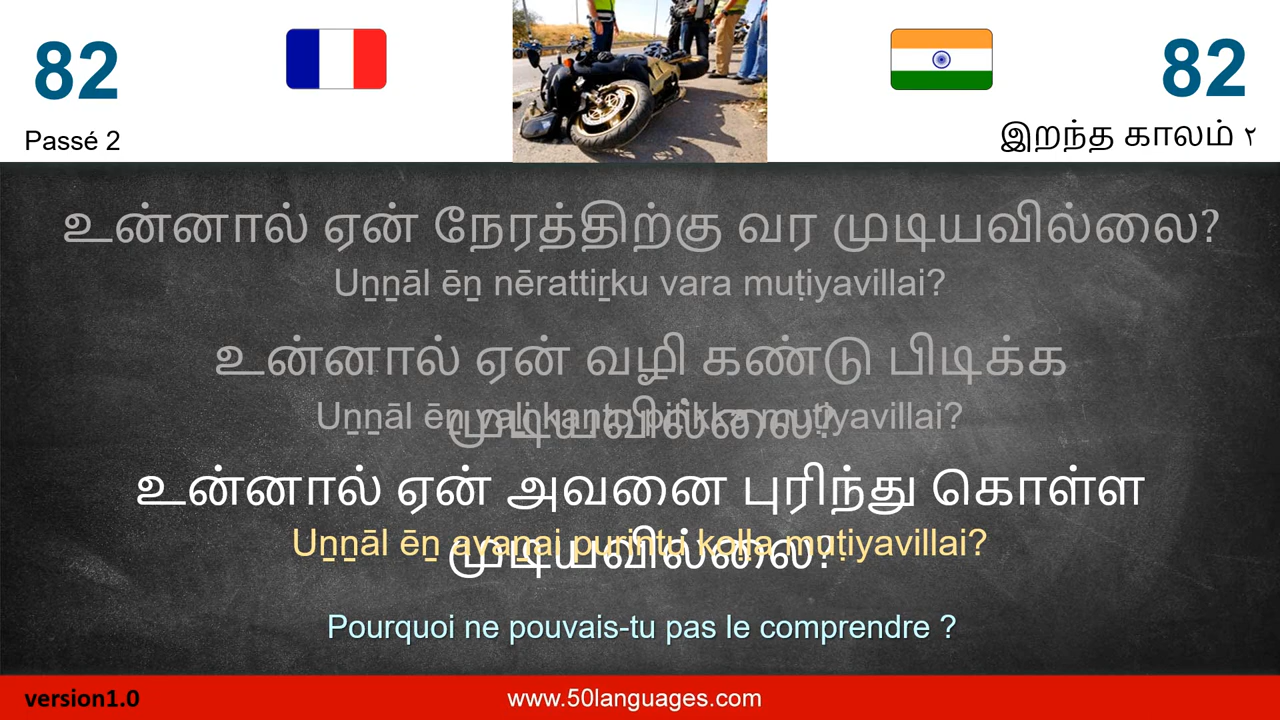 82
82
Passé 2
இறந்த காலம் ٢
உன்னால் ஏன் நேரத்திற்கு வர முடியவில்லை?
Uṉṉāl ēṉ nērattiṟku vara muṭiyavillai?
உன்னால் ஏன் வழி கண்டு பிடிக்க
முடியவில்லை?
Uṉṉāl ēṉ vaḻi kaṇṭu piṭikka muṭiyavillai?
உன்னால் ஏன் அவனை புரிந்து கொள்ள
முடியவில்லை?
Uṉṉāl ēṉ avaṉai purintu koḷḷa muṭiyavillai?
Pourquoi ne pouvais-tu pas le comprendre ?
version1.0
www.50languages.com